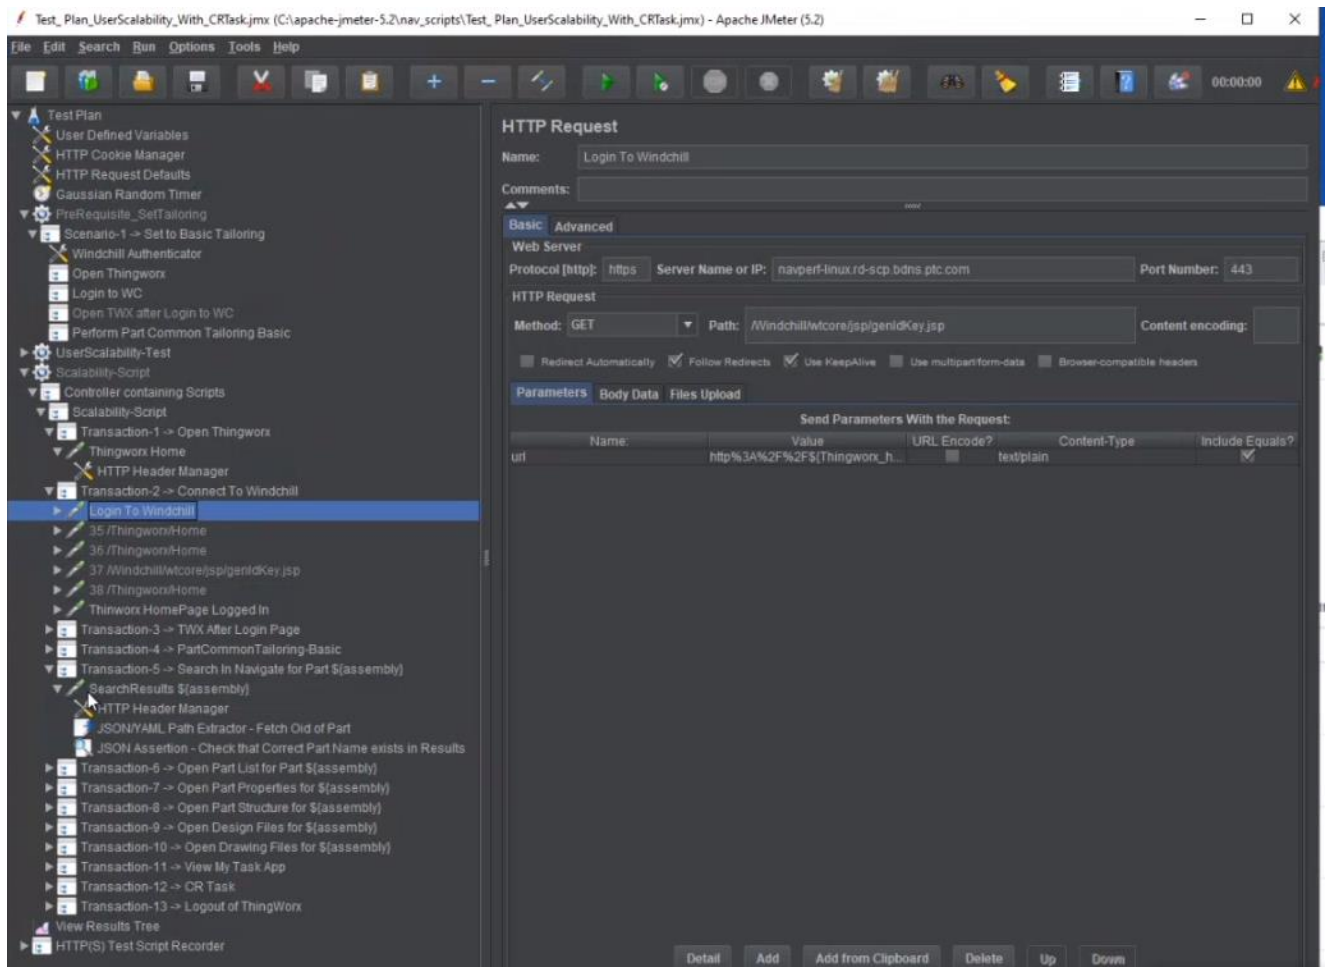 Test_ Plan_UserScalability_With_CRTask.jmx (C:\apache-jmeter-5.2\nav_scripts\Test_ Plan_UserScalability_With_CRTask.jmx) - Apache JMeter (5.2)
File Edit Search Run Options Tools Help
00:00:00
Test Plan
User Defined Variables
HTTP Cookie Manager
HTTP Request Defaults
Gaussian Random Timer
PreRequisite_SetTailoring
Scenario-1 -> Set to Basic Tailoring
Windchill Authenticator
Open Thingworx
Login to WC
Open TWX after Login to WC
Perform Part Common Tailoring Basic
UserScalability-Test
Scalability-Script
Controller containing Scripts
Scalability-Script
Transaction-1 -> Open Thingworx
Thingworx Home
HTTP Header Manager
Transaction-2 -> Connect To Windchill
Login To Windchill
35 /Thingworx/Home
36 /Thingworx/Home
37 /Windchill/wtcore/jsp/genIdKey.jsp
38 /Thingworx/Home
Thinworx HomePage Logged In
Transaction-3 -> TWX After Login Page
Transaction-4 -> PartCommonTailoring-Basic
Transaction-5 -> Search In Navigate for Part ${assembly}
SearchResults ${assembly}
HTTP Header Manager
JSON/YAML Path Extractor - Fetch Oid of Part
JSON Assertion - Check that Correct Part Name exists in Results
Transaction-6 -> Open Part List for Part ${assembly}
Transaction-7 -> Open Part Properties for ${assembly}
Transaction-8 -> Open Part Structure for ${assembly}
Transaction-9 -> Open Design Files for ${assembly}
Transaction-10 -> Open Drawing Files for ${assembly}
Transaction-11 -> View My Task App
Transaction-12 -> CR Task
Transaction-13 -> Logout of ThingWorx
View Results Tree
HTTP(S) Test Script Recorder
HTTP Request
Name: Login To Windchill
Comments:
Basic Advanced
Web Server
Protocol [http]: https Server Name or IP: navperf-linux.rd-scp.bdns.ptc.com Port Number: 443
HTTP Request
Method: GET Path: /Windchill/wtcore/jsp/genIdKey.jsp Content encoding:
Redirect Automatically Follow Redirects Use KeepAlive Use multipart/form-data Browser-compatible headers
Parameters Body Data Files Upload
Send Parameters With the Request:
Name: Value URL Encode? Content-Type Include Equals?
url http%3A%2F%2F${Thingworx_h... text/plain
Detail Add Add from Clipboard Delete Up Down